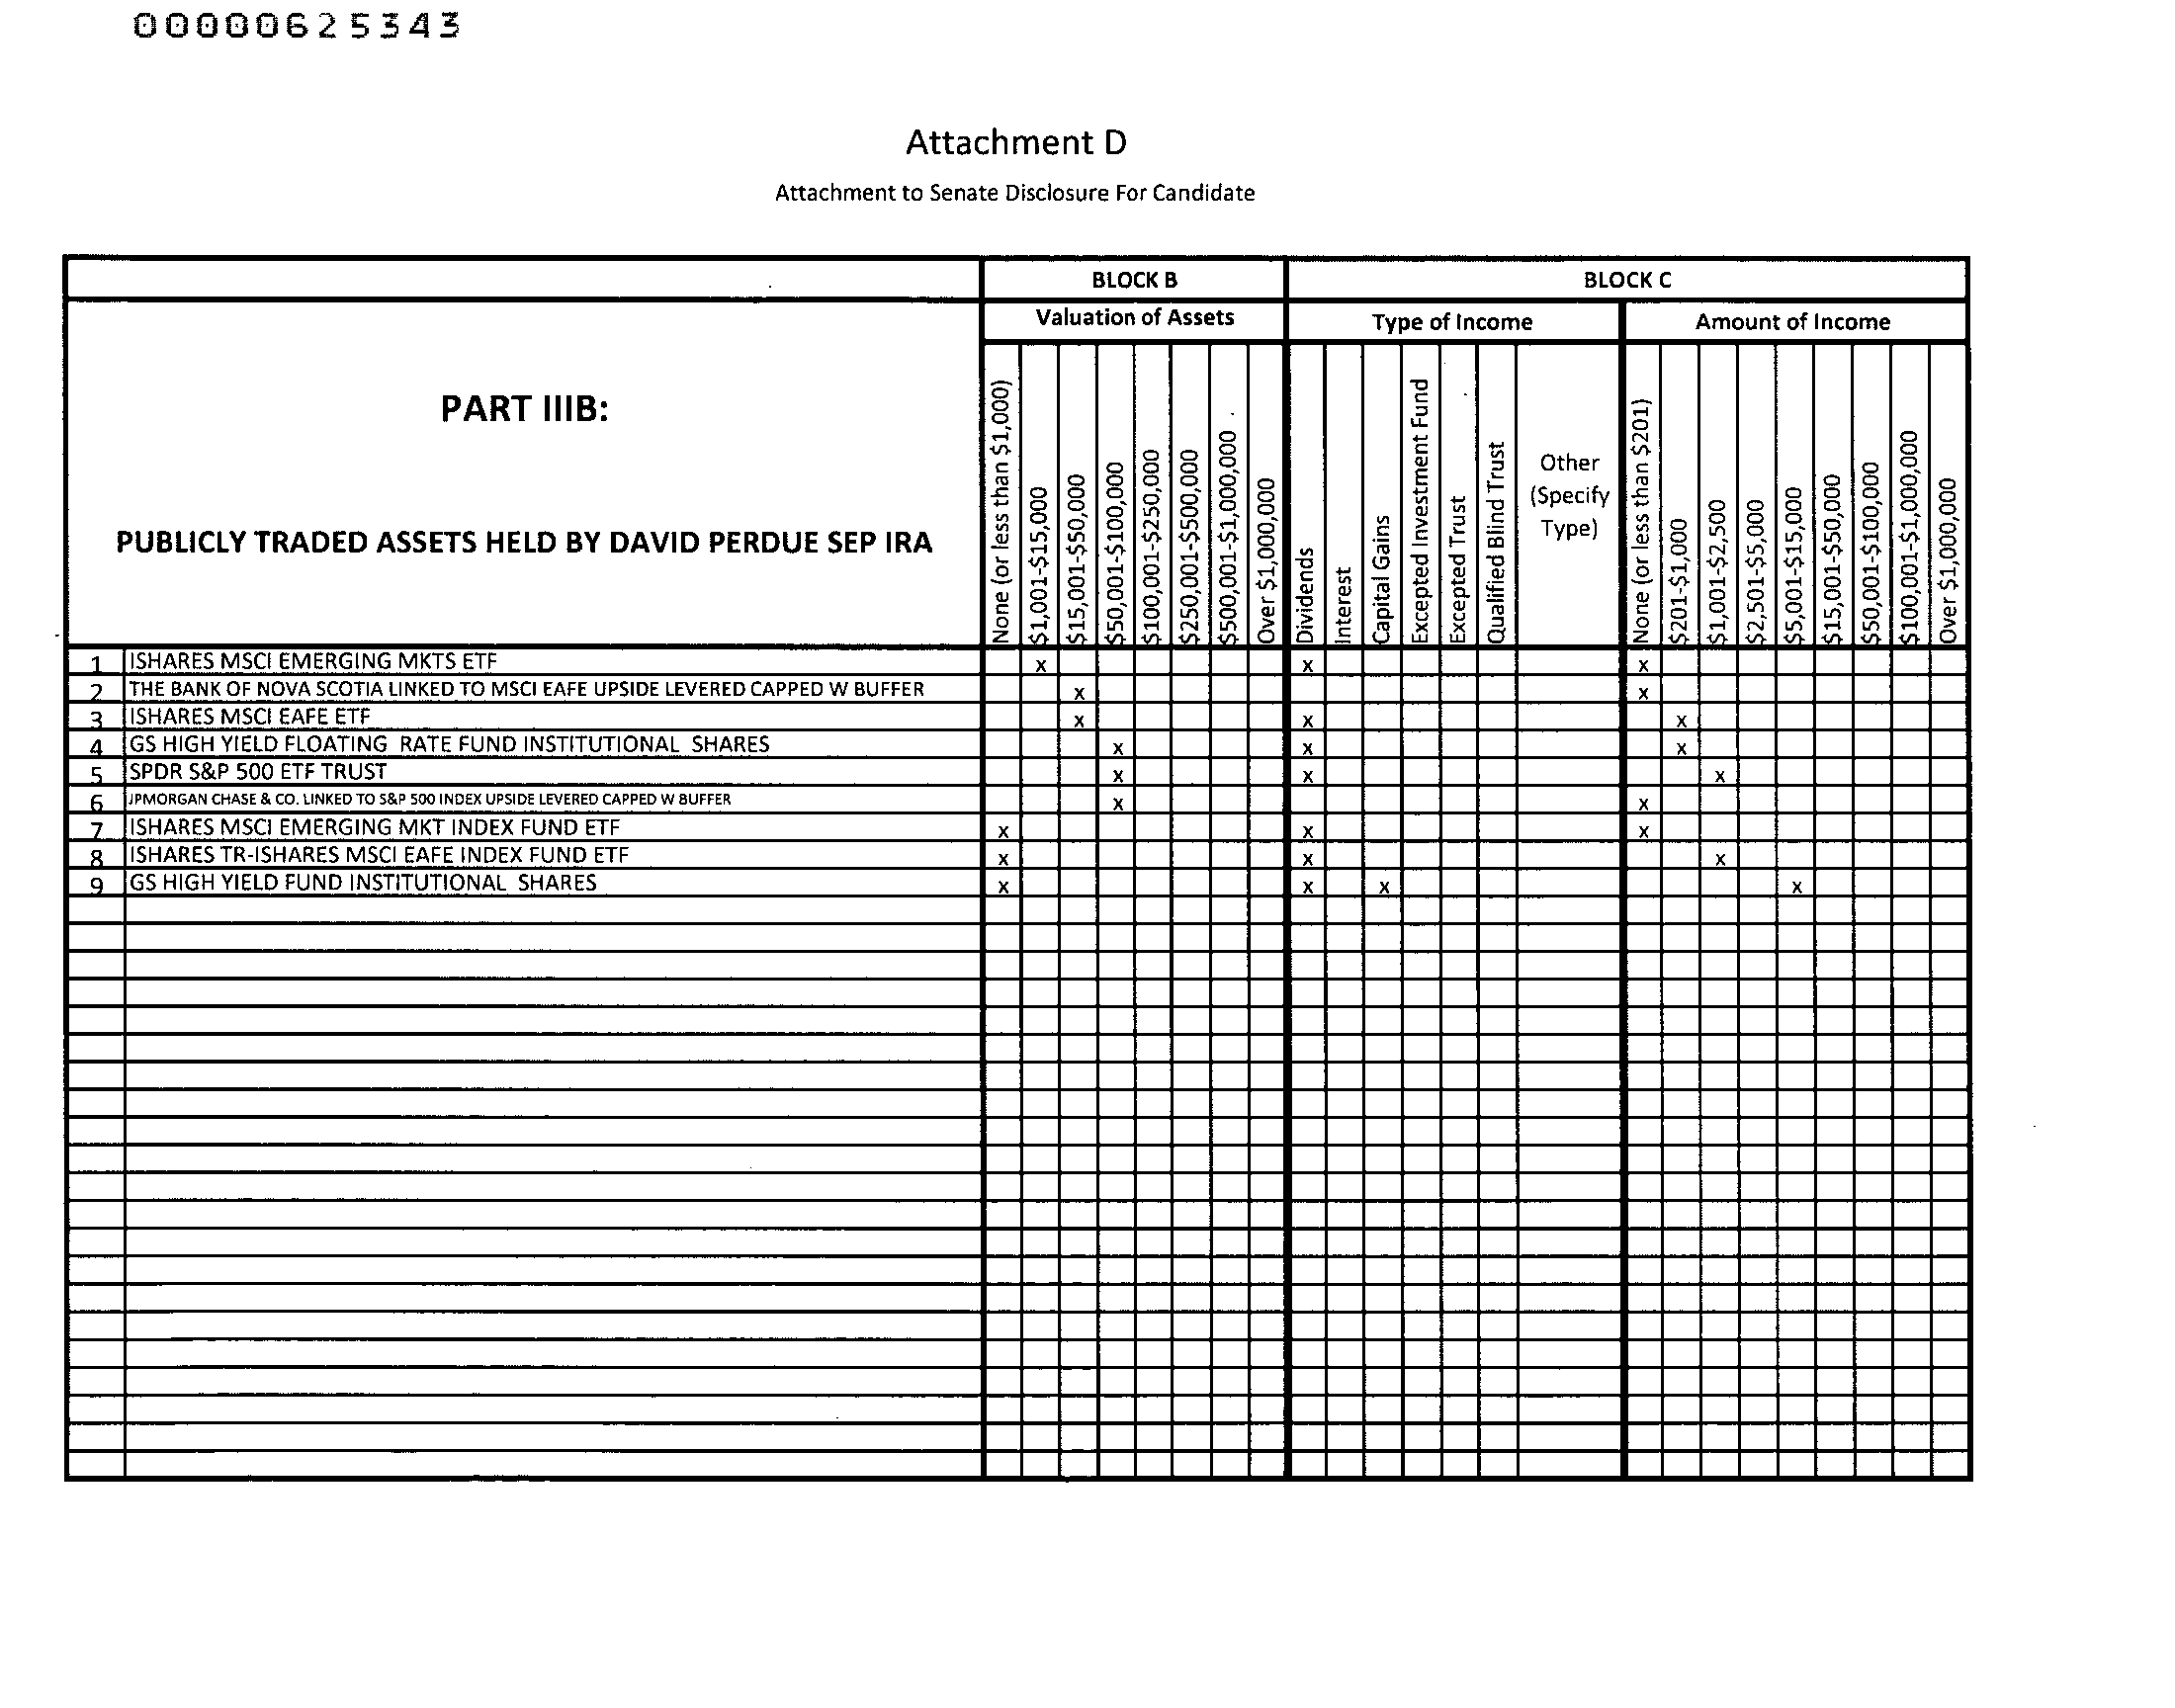 00000625343
Attachment D
Attachment to Senate Disclosure For Candidate
BLOCK B
BLOCK C
Valuation of Assets
Type of Income
Amount of Income
PART IIIB:
PUBLICLY TRADED ASSETS HELD BY DAVID PERDUE SEP IRA
None (or less than $1,000)
$1,001-$15,000
$15,001-$50,000
$50,001-$100,000
$100,001-$250,000
$250,001-$500,000
$500,001-$1,000,000
Over $1,000,000
Dividends
Interest
Capital Gains
Excepted Investment Fund
Excepted Trust
Qualified Blind Trust
Other
(Specify
Type)
None (or less than $201)
$201-$1,000
$1,001-$2,500
$2,501-$5,000
$5,001-$15,000
$15,001-$50,000
$50,001-$100,000
$100,001-$1,000,000
Over $1,000,000
1 ISHARES MSCI EMERGING MKTS ETF x x x
2 THE BANK OF NOVA SCOTIA LINKED TO MSCI EAFE UPSIDE LEVERED CAPPED W BUFFER x x
3 ISHARES MSCI EAFE ETF x x x
4 GS HIGH YIELD FLOATING RATE FUND INSTITUTIONAL SHARES x x x
5 SPDR S&P 500 ETF TRUST x x x
6 JPMORGAN CHASE & CO. LINKED TO S&P 500 INDEX UPSIDE LEVERED CAPPED W BUFFER x x
7 ISHARES MSCI EMERGING MKT INDEX FUND ETF x x x
8 ISHARES TR-ISHARES MSCI EAFE INDEX FUND ETF x x x
9 GS HIGH YIELD FUND INSTITUTIONAL SHARES x x x x